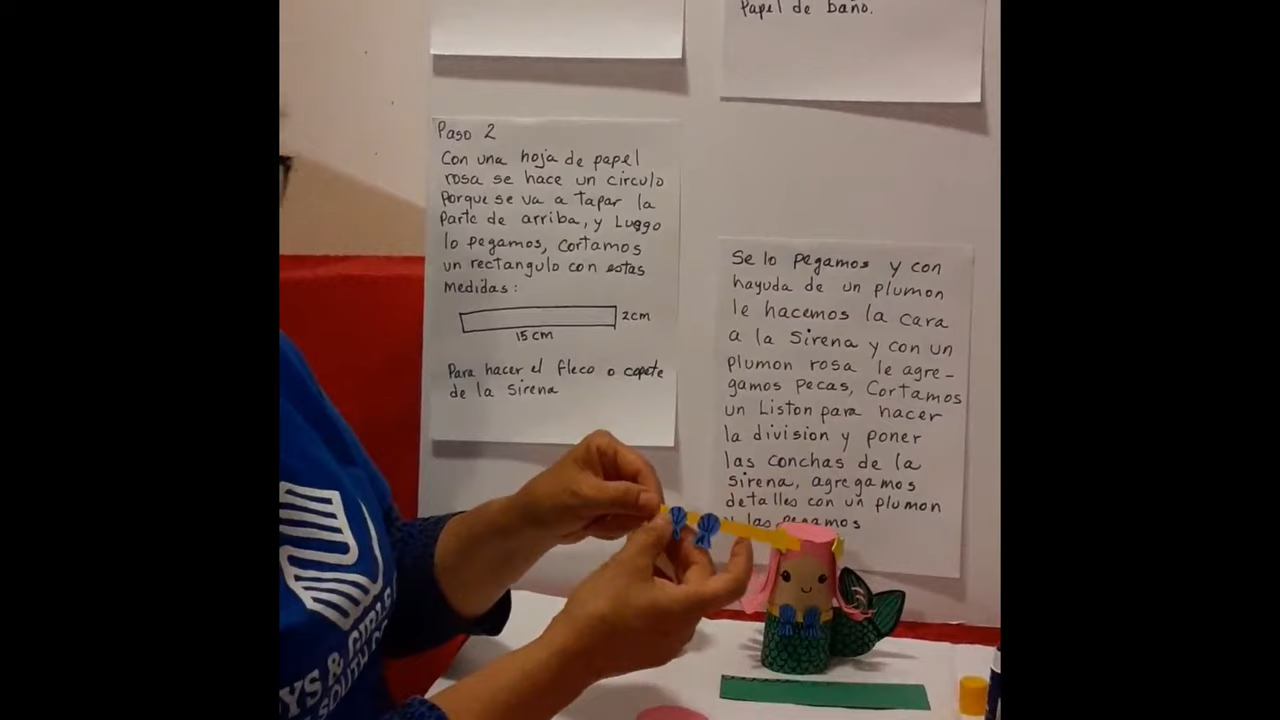 Papel de baño.
Paso 2
Con una hoja de papel
rosa se hace un circulo
Porque se va a tapar la
parte de arriba, y Luego
lo pegamos, Cortamos
un rectangulo con estas
Medidas:
2cm
15 cm
Para hacer el fleco o copete
de la Sirena
Se lo pegamos y con
hayuda de un plumon
le hacemos la cara
a la Sirena y con un
plumon rosa le agre-
gamos pecas, Cortamos
un Liston para hacer
la division y poner
las conchas de la
Sirena, agregamos
detalles con un plumon
y las pegamos
YS & GIRLS
SOUTH